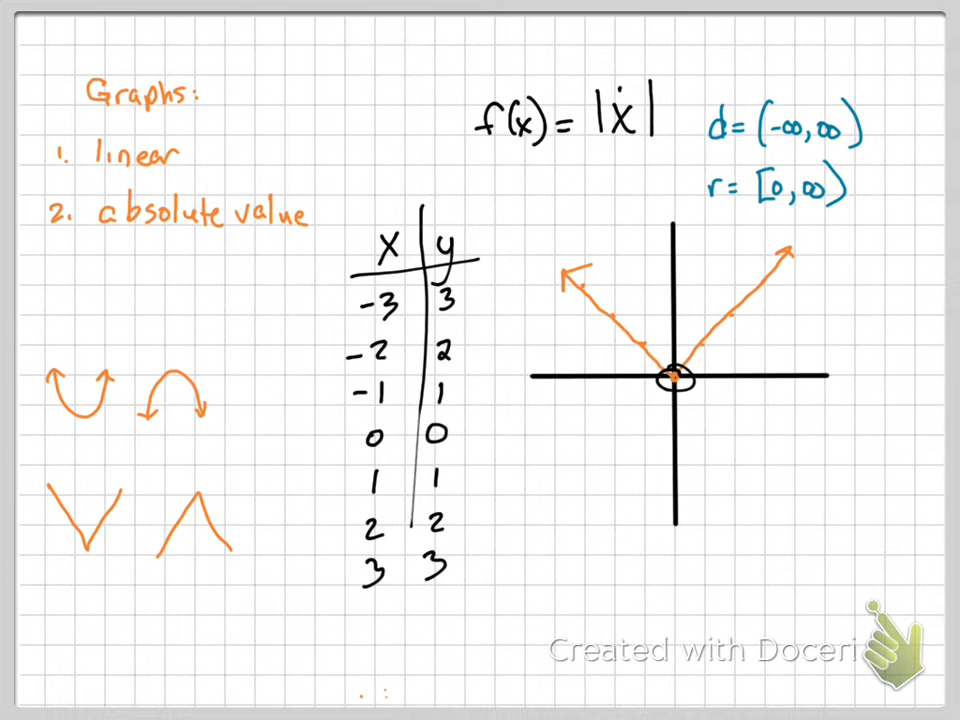 Graphs:
1. linear
2. absolute value
f(x) = |x|
d = (-∞, ∞)
r = [0, ∞)
x y
-3 3
-2 2
-1 1
0 0
1 1
2 2
3 3
Created with Doceri